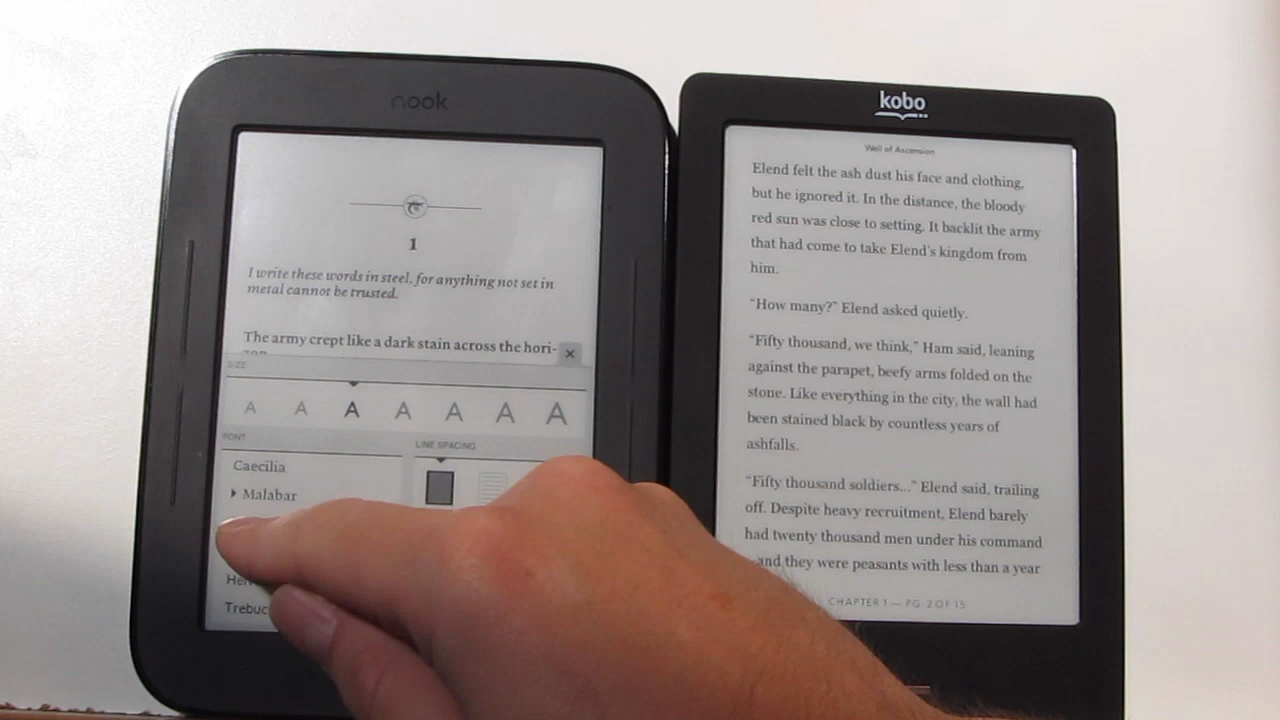 nook
1
I write these words in steel, for anything not set in
metal cannot be trusted.
The army crept like a dark stain across the hori-
SIZE
A A A A A A A
FONT
LINE SPACING
Caecilia
Malabar
kobo
Well of Ascension
Elend felt the ash dust his face and clothing,
but he ignored it. In the distance, the bloody
red sun was close to setting. It backlit the army
that had come to take Elend's kingdom from
him.
“How many?” Elend asked quietly.
“Fifty thousand, we think,” Ham said, leaning
against the parapet, beefy arms folded on the
stone. Like everything in the city, the wall had
been stained black by countless years of
ashfalls.
“Fifty thousand soldiers...” Elend said, trailing
off. Despite heavy recruitment, Elend barely
had twenty thousand men under his command
and they were peasants with less than a year
CHAPTER 1 — PG. 2 OF 15